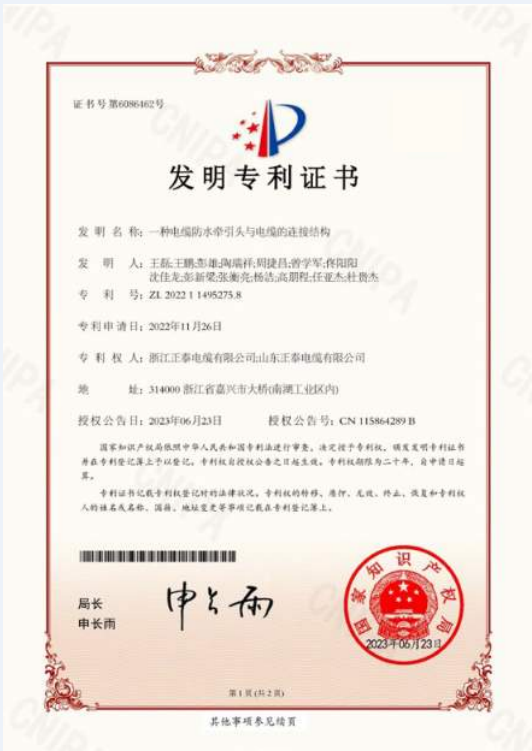 证书号第6086462号
发明专利证书
发明名称:一种电缆防水牵引头与电缆的连接结构
发明人:王磊;王鹏;彭雄;陶瑞祥;周捷昌;曾学军;佟阳阳
沈佳龙;彭新梁;张衡亮;杨洁;高朋程;任亚杰;杜贵杰
专利号:ZL 2022 1 1495275.8
专利申请日:2022年11月26日
专利权人:浙江正泰电缆有限公司;山东正泰电缆有限公司
地址:314000 浙江省嘉兴市大桥(南湖工业区内)
授权公告日:2023年06月23日 授权公告号:CN 115864289 B
国家知识产权局依照中华人民共和国专利法进行审查,决定授予专利权,颁发发明专利证书
并在专利登记簿上予以登记。专利权自授权公告之日起生效。专利权期限为二十年,自申请日起
算。
专利证书记载专利权登记时的法律状况。专利权的转移、质押、无效、终止、恢复和专利权
人的姓名或名称、国籍、地址变更等事项记载在专利登记簿上。
局长
申长雨
申长雨
国家知识产权局
2023年06月23日
第1页(共2页)
其他事项参见续页
CNIPA